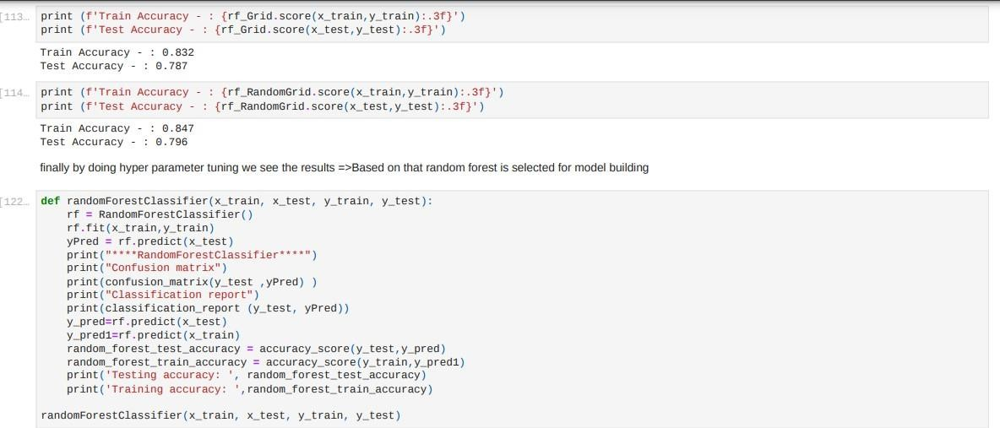 [113…
print (f'Train Accuracy - : {rf_Grid.score(x_train,y_train):.3f}')
print (f'Test Accuracy - : {rf_Grid.score(x_test,y_test):.3f}')
Train Accuracy - : 0.832
Test Accuracy - : 0.787
[114…
print (f'Train Accuracy - : {rf_RandomGrid.score(x_train,y_train):.3f}')
print (f'Test Accuracy - : {rf_RandomGrid.score(x_test,y_test):.3f}')
Train Accuracy - : 0.847
Test Accuracy - : 0.796
finally by doing hyper parameter tuning we see the results =>Based on that random forest is selected for model building
[122…
def randomForestClassifier(x_train, x_test, y_train, y_test):
    rf = RandomForestClassifier()
    rf.fit(x_train,y_train)
    yPred = rf.predict(x_test)
    print("****RandomForestClassifier****")
    print("Confusion matrix")
    print(confusion_matrix(y_test ,yPred) )
    print("Classification report")
    print(classification_report (y_test, yPred))
    y_pred=rf.predict(x_test)
    y_pred1=rf.predict(x_train)
    random_forest_test_accuracy = accuracy_score(y_test,y_pred)
    random_forest_train_accuracy = accuracy_score(y_train,y_pred1)
    print('Testing accuracy: ', random_forest_test_accuracy)
    print('Training accuracy: ',random_forest_train_accuracy)
randomForestClassifier(x_train, x_test, y_train, y_test)